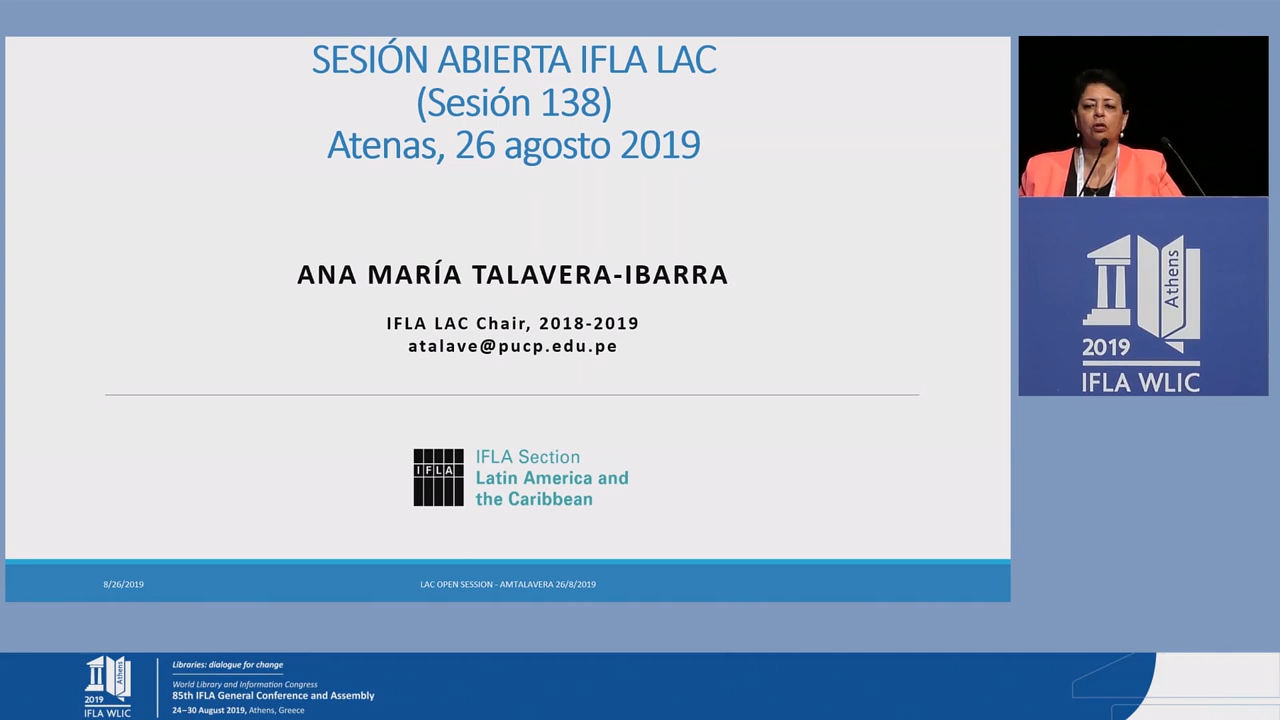 SESIÓN ABIERTA IFLA LAC
(Sesión 138)
Atenas, 26 agosto 2019
ANA MARÍA TALAVERA-IBARRA
IFLA LAC Chair, 2018-2019
atalave@pucp.edu.pe
IFLA
IFLA Section
Latin America and
the Caribbean
8/26/2019
LAC OPEN SESSION - AMTALAVERA 26/8/2019
Athens
2019
IFLA WLIC
Athens
2019
IFLA WLIC
Libraries: dialogue for change
World Library and Information Congress
85th IFLA General Conference and Assembly
24–30 August 2019, Athens, Greece